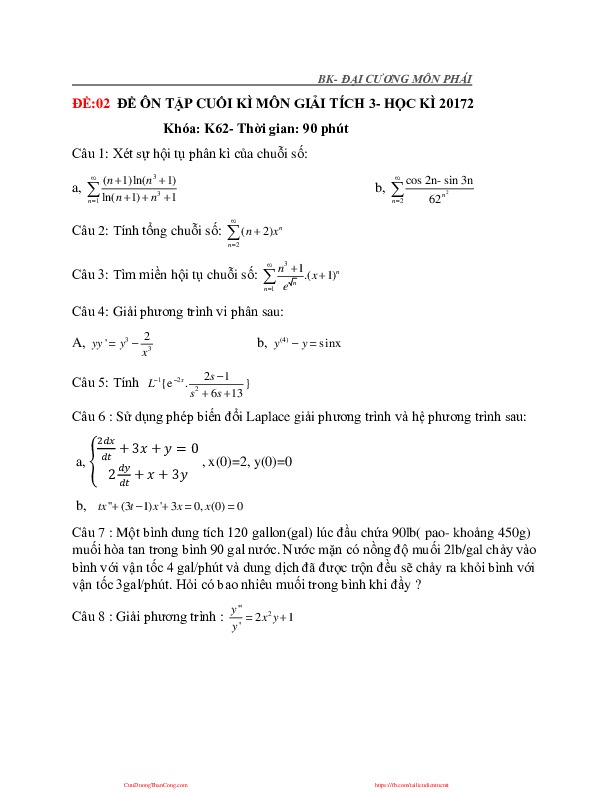 BK- ĐẠI CƯƠNG MÔN PHÁI
ĐỀ:02 ĐỀ ÔN TẬP CUỐI KÌ MÔN GIẢI TÍCH 3- HỌC KÌ 20172
Khóa: K62- Thời gian: 90 phút
Câu 1: Xét sự hội tụ phân kì của chuỗi số:
a, $\sum_{n=1}^{\infty} \frac{(n+1)\ln(n^3+1)}{\ln(n+1)+n^3+1}$ b, $\sum_{n=2}^{\infty} \frac{\cos 2n - \sin 3n}{62^{n^2}}$
Câu 2: Tính tổng chuỗi số: $\sum_{n=2}^{\infty} (n+2)x^n$
Câu 3: Tìm miền hội tụ chuỗi số: $\sum_{n=1}^{\infty} \frac{n^3+1}{e^{\sqrt{n}}}.(x+1)^n$
Câu 4: Giải phương trình vi phân sau:
A, $yy' = y^3 - \frac{2}{x^3}$ b, $y^{(4)} - y = \text{sinx}$
Câu 5: Tính $L^{-1}\{e^{-2s}.\frac{2s-1}{s^2+6s+13}\}$
Câu 6 : Sử dụng phép biến đổi Laplace giải phương trình và hệ phương trình sau:
a, $\begin{cases} \frac{2dx}{dt} + 3x + y = 0 \\ 2\frac{dy}{dt} + x + 3y \end{cases}$ , x(0)=2, y(0)=0
b, $tx'' + (3t-1)x' + 3x = 0, x(0) = 0$
Câu 7 : Một bình dung tích 120 gallon(gal) lúc đầu chứa 90lb( pao- khoảng 450g)
muối hòa tan trong bình 90 gal nước. Nước mặn có nồng độ muối 2lb/gal chảy vào
bình với vận tốc 4 gal/phút và dung dịch đã được trộn đều sẽ chảy ra khỏi bình với
vận tốc 3gal/phút. Hỏi có bao nhiêu muối trong bình khi đầy ?
Câu 8 : Giải phương trình : $\frac{y''}{y'} = 2x^2y + 1$
CuuDuongThanCong.com https://fb.com/tailieudientucntt